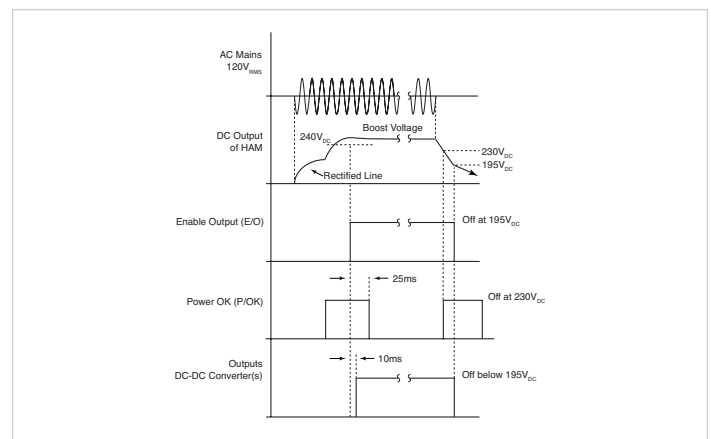 AC Mains
120V_RMS
DC Output
of HAM
240V_DC
Boost Voltage
230V_DC
195V_DC
Rectified Line
Enable Output (E/O)
Off at 195V_DC
25ms
Power OK (P/OK)
Off at 230V_DC
Outputs
DC-DC Converter(s)
10ms
Off below 195V_DC